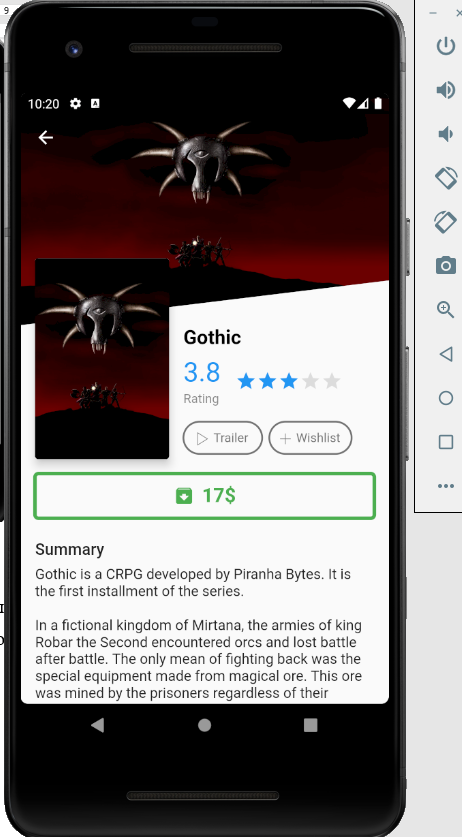 9
10:20
Gothic
3.8
Rating
Trailer
Wishlist
17$
Summary
Gothic is a CRPG developed by Piranha Bytes. It is
the first installment of the series.
In a fictional kingdom of Mirtana, the armies of king
Robar the Second encountered orcs and lost battle
after battle. The only mean of fighting back was the
special equipment made from magical ore. This ore
was mined by the prisoners regardless of their